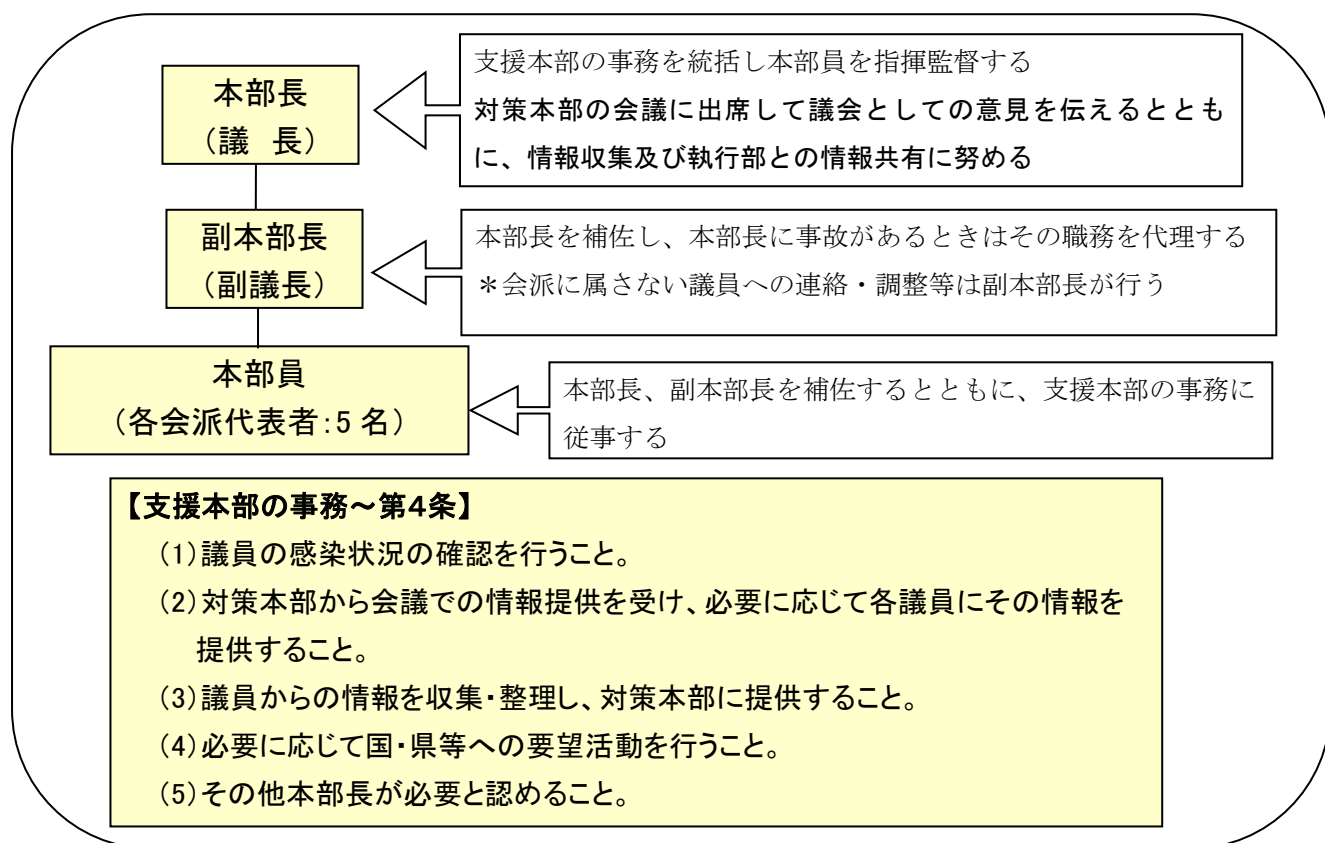 本部長
（議　長）
支援本部の事務を統括し本部員を指揮監督する
対策本部の会議に出席して議会としての意見を伝えるととも
に、情報収集及び執行部との情報共有に努める
副本部長
（副議長）
本部長を補佐し、本部長に事故があるときはその職務を代理する
＊会派に属さない議員への連絡・調整等は副本部長が行う
本部員
（各会派代表者：5 名）
本部長、副本部長を補佐するとともに、支援本部の事務に
従事する
【支援本部の事務～第４条】
(1)議員の感染状況の確認を行うこと。
(2)対策本部から会議での情報提供を受け、必要に応じて各議員にその情報を
提供すること。
(3)議員からの情報を収集・整理し、対策本部に提供すること。
(4)必要に応じて国・県等への要望活動を行うこと。
(5)その他本部長が必要と認めること。